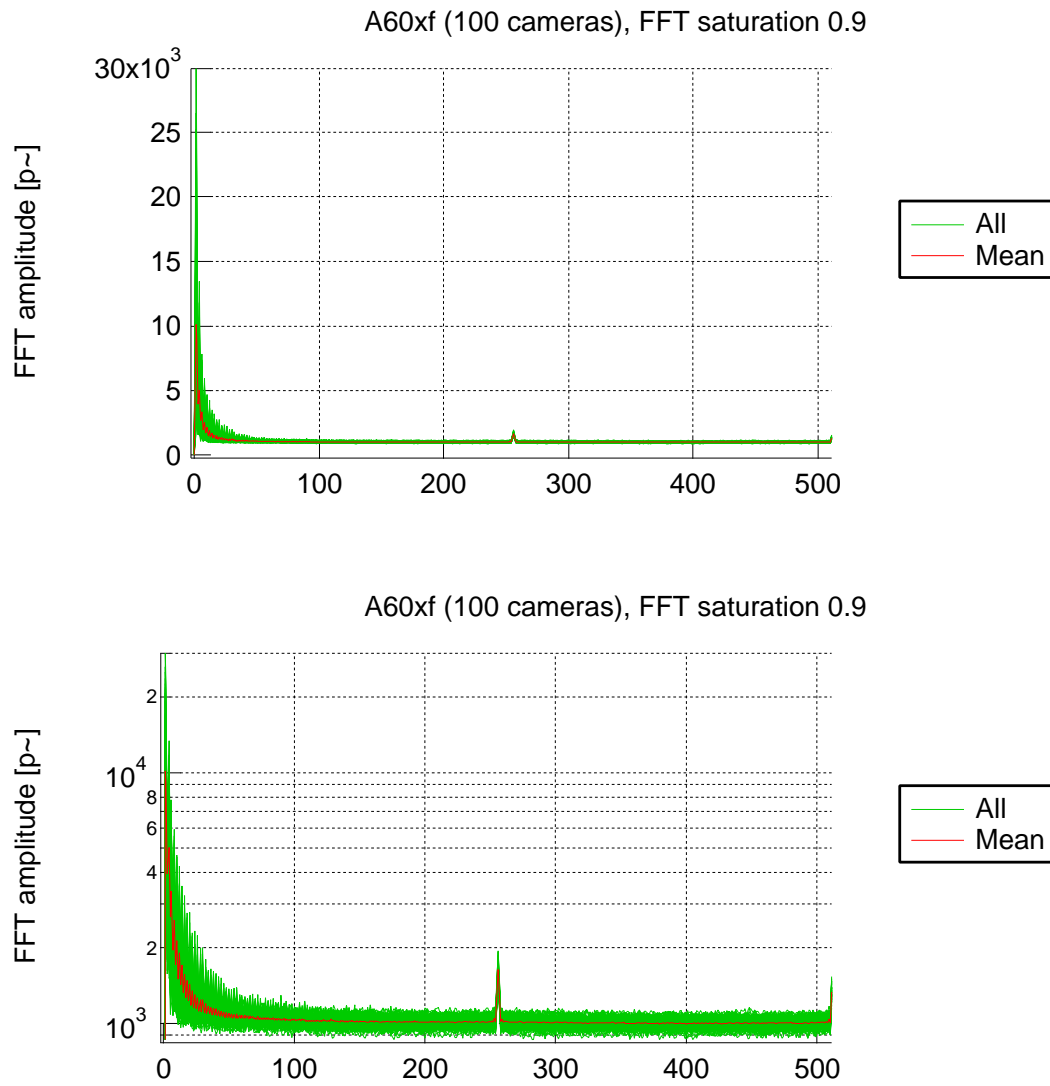 A60xf (100 cameras), FFT saturation 0.9
FFT amplitude [p~]
30x10³
25
20
15
10
5
0
0 100 200 300 400 500
All
Mean
A60xf (100 cameras), FFT saturation 0.9
FFT amplitude [p~]
2
10⁴
8
6
4
2
10³
0 100 200 300 400 500
All
Mean